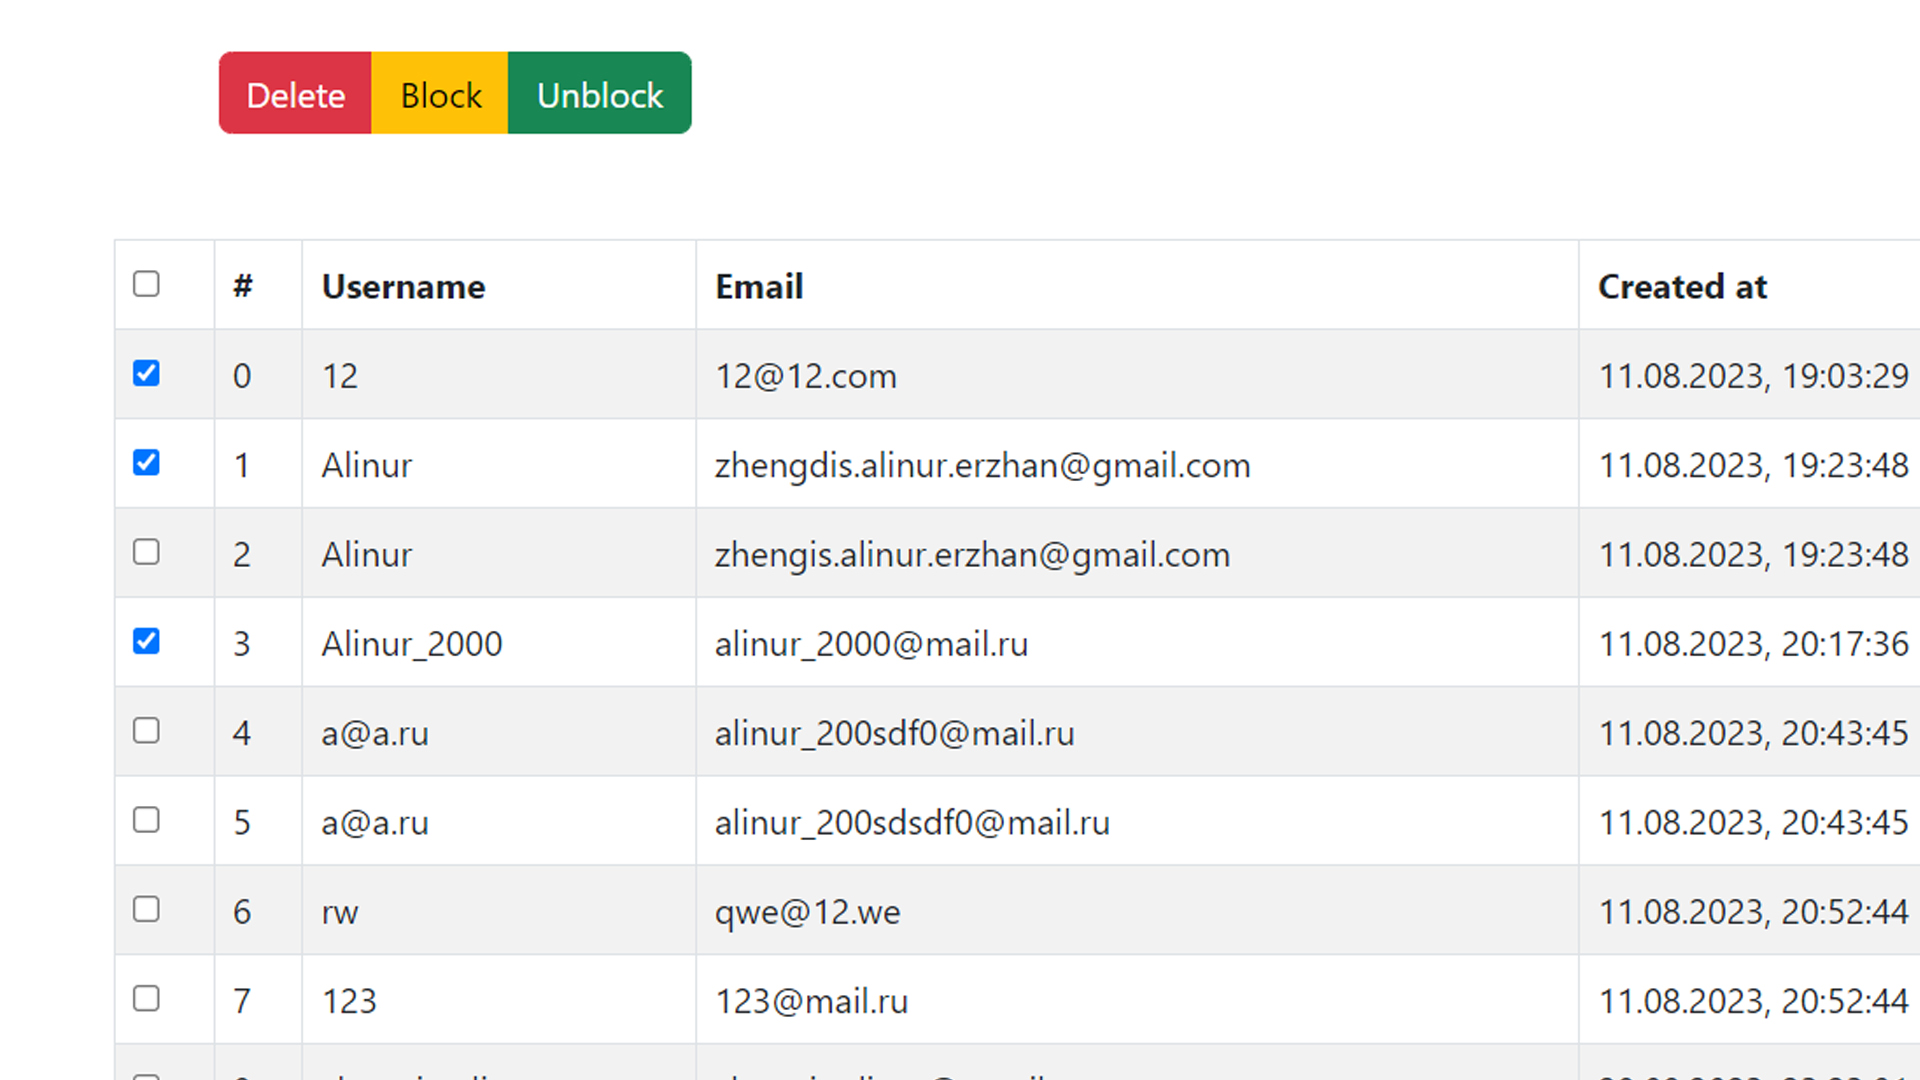 Delete Block Unblock
# Username Email Created at
0 12 12@12.com 11.08.2023, 19:03:29
1 Alinur zhengdis.alinur.erzhan@gmail.com 11.08.2023, 19:23:48
2 Alinur zhengis.alinur.erzhan@gmail.com 11.08.2023, 19:23:48
3 Alinur_2000 alinur_2000@mail.ru 11.08.2023, 20:17:36
4 a@a.ru alinur_200sdf0@mail.ru 11.08.2023, 20:43:45
5 a@a.ru alinur_200sdsdf0@mail.ru 11.08.2023, 20:43:45
6 rw qwe@12.we 11.08.2023, 20:52:44
7 123 123@mail.ru 11.08.2023, 20:52:44